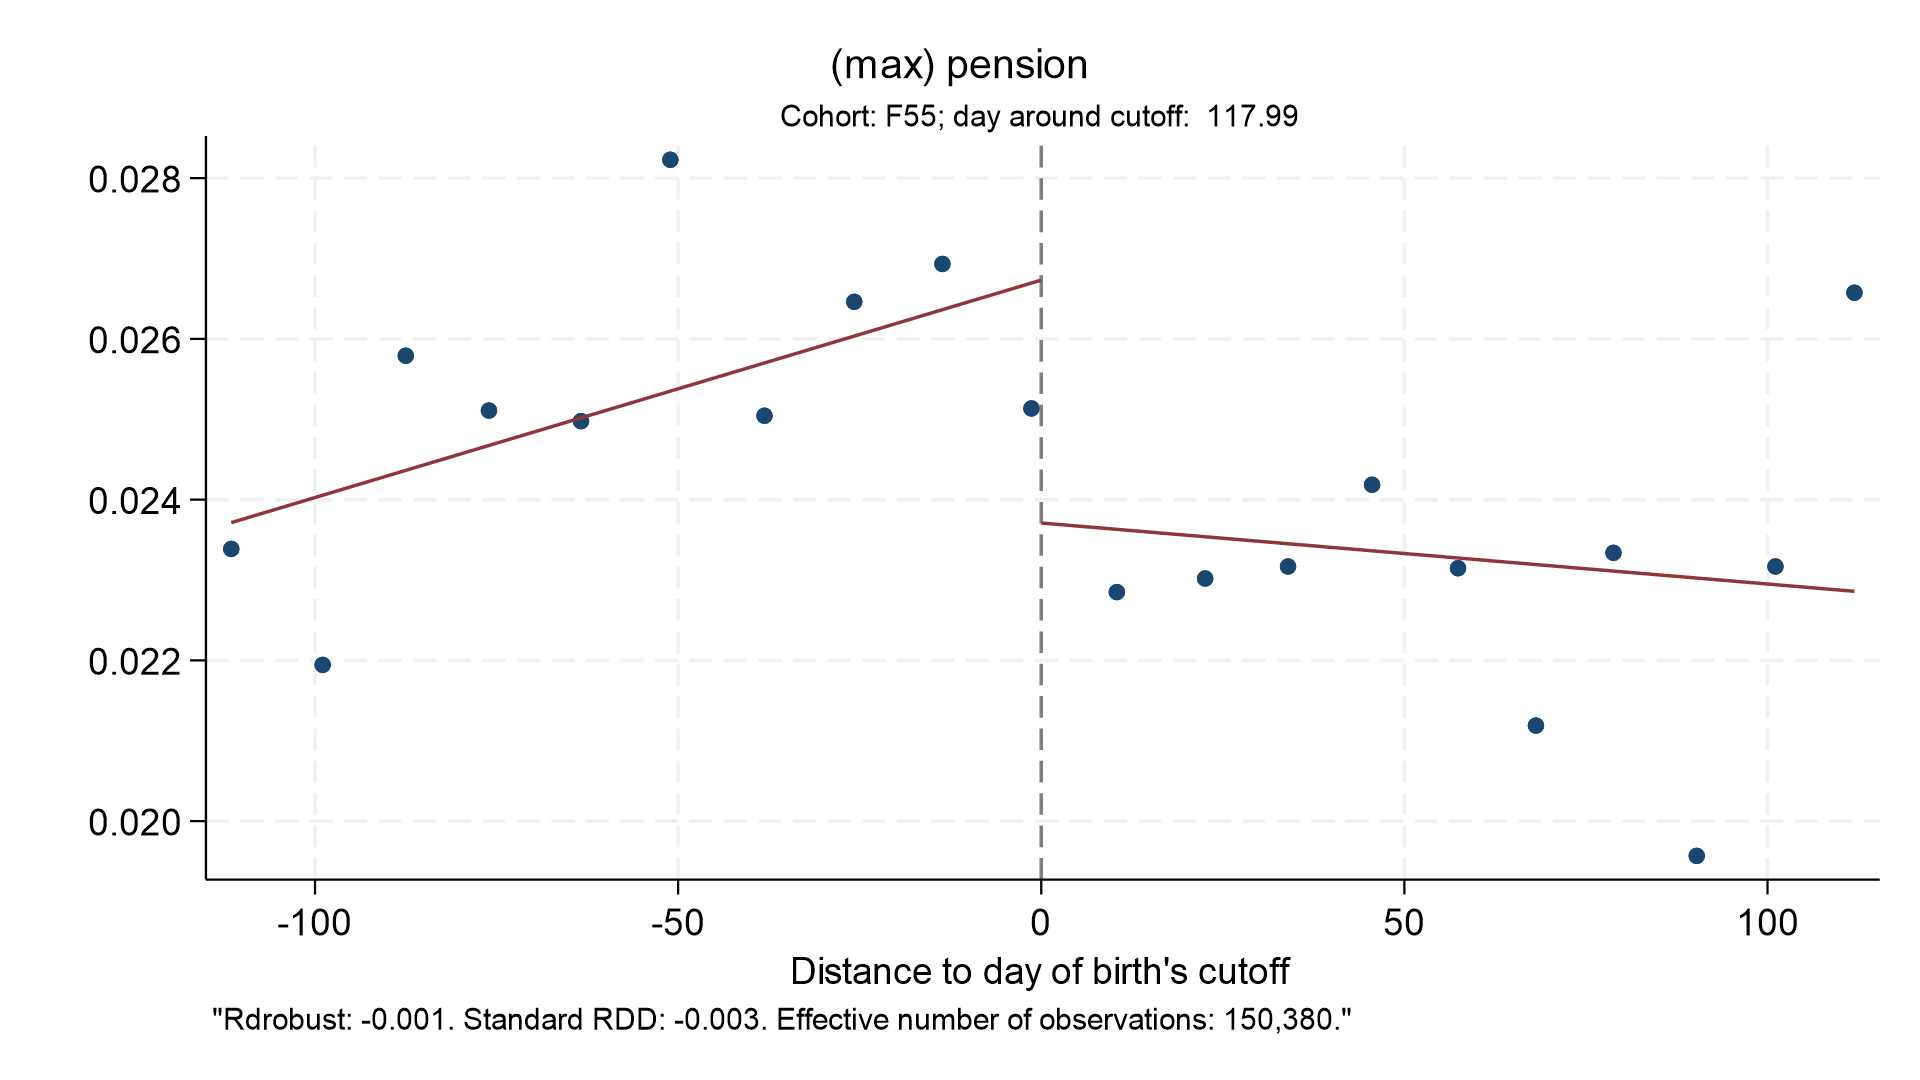 (max) pension
Cohort: F55; day around cutoff:  117.99
0.028
0.026
0.024
0.022
0.020
-100 -50 0 50 100
Distance to day of birth's cutoff
"Rdrobust: -0.001. Standard RDD: -0.003. Effective number of observations: 150,380."